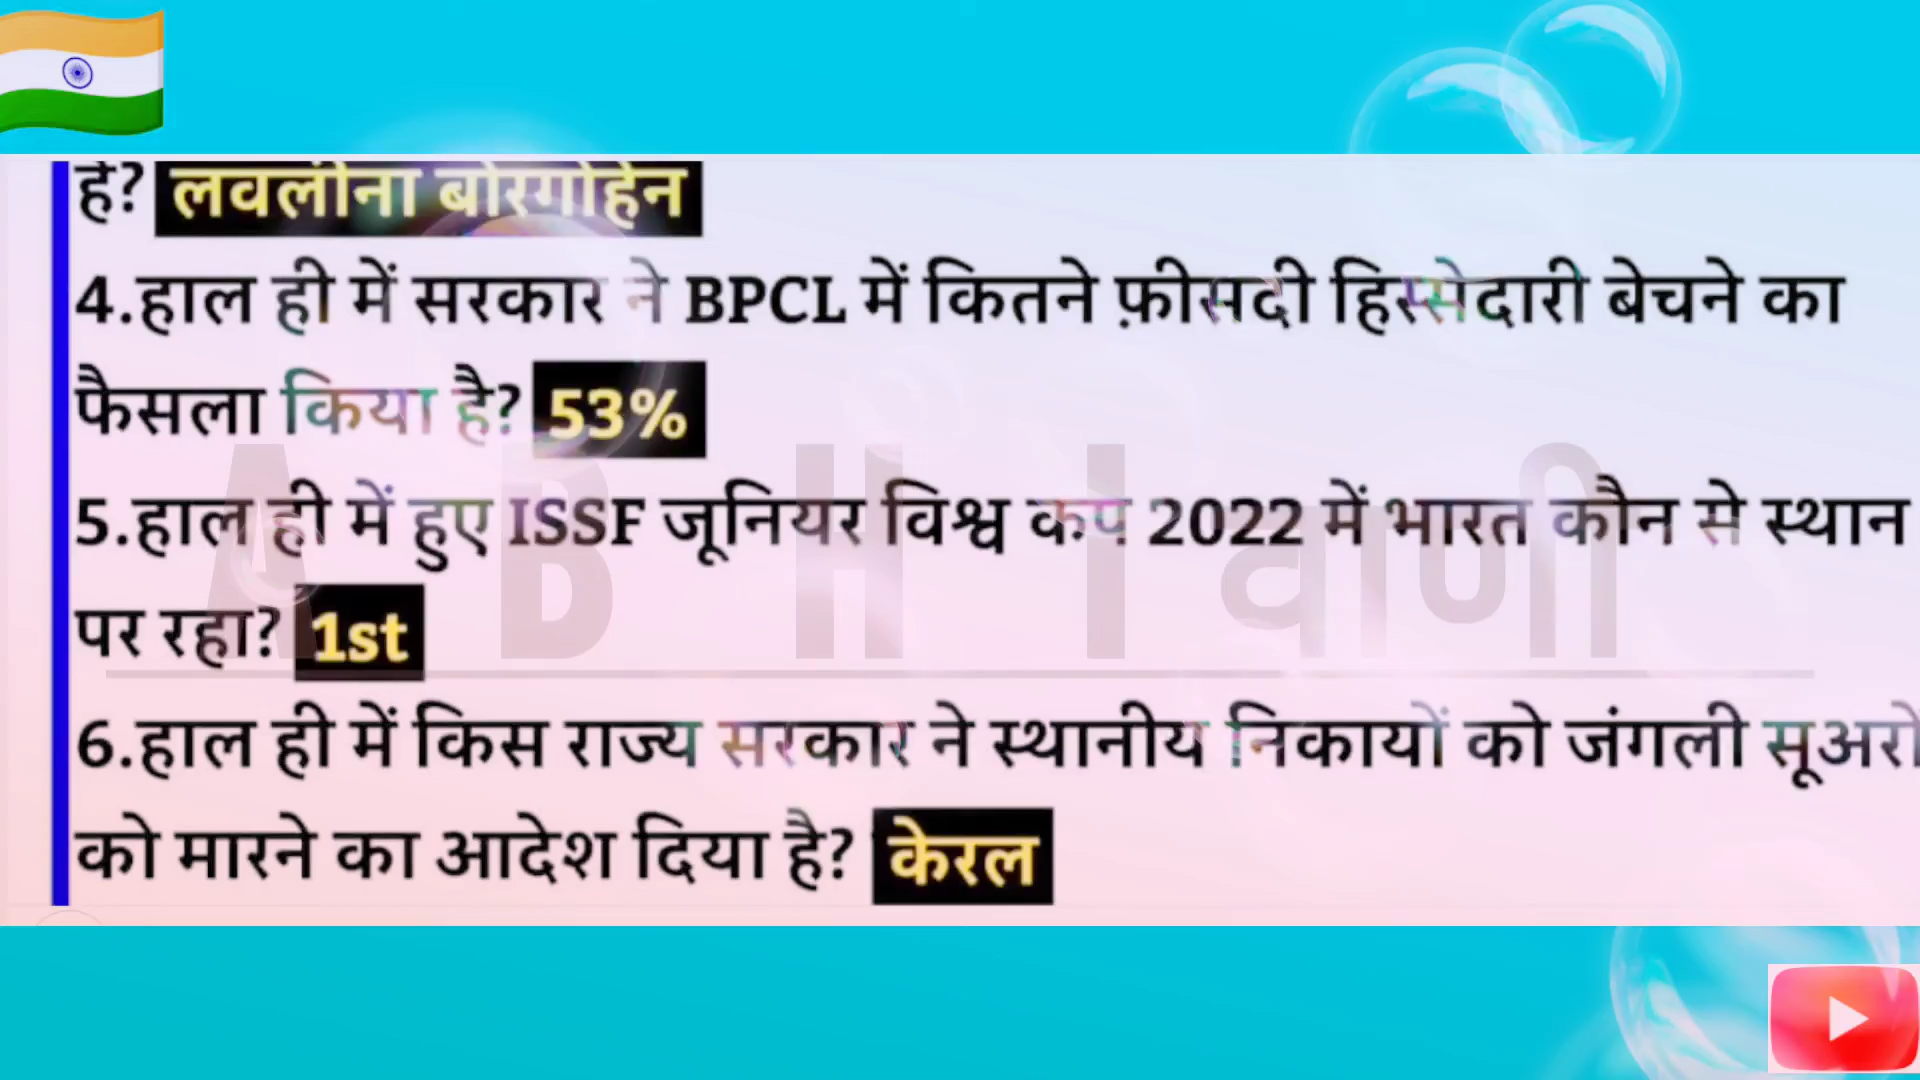 है? लवलीना बोरगोहेन
4.हाल ही में सरकार ने BPCL में कितने फ़ीसदी हिस्सेदारी बेचने का
फैसला किया है? 53%
5.हाल ही में हुए ISSF जूनियर विश्व कप 2022 में भारत कौन से स्थान
पर रहा? 1st
A B H I वाणी
6.हाल ही में किस राज्य सरकार ने स्थानीय निकायों को जंगली सूअरों
को मारने का आदेश दिया है? केरल